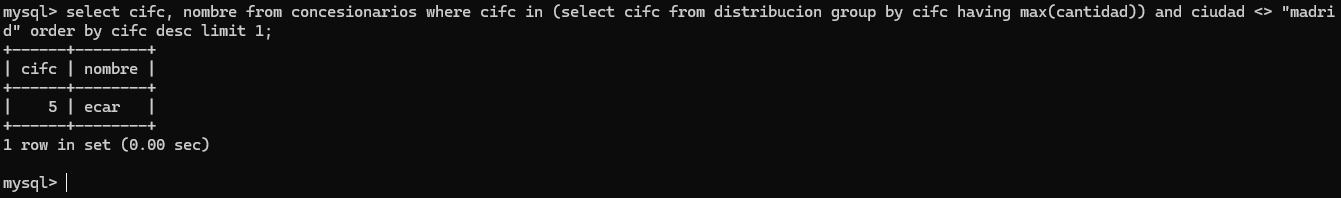 mysql> select cifc, nombre from concesionarios where cifc in (select cifc from distribucion group by cifc having max(cantidad)) and ciudad <> "madri
d" order by cifc desc limit 1;
+------+--------+
| cifc | nombre |
+------+--------+
|    5 | ecar   |
+------+--------+
1 row in set (0.00 sec)
mysql>